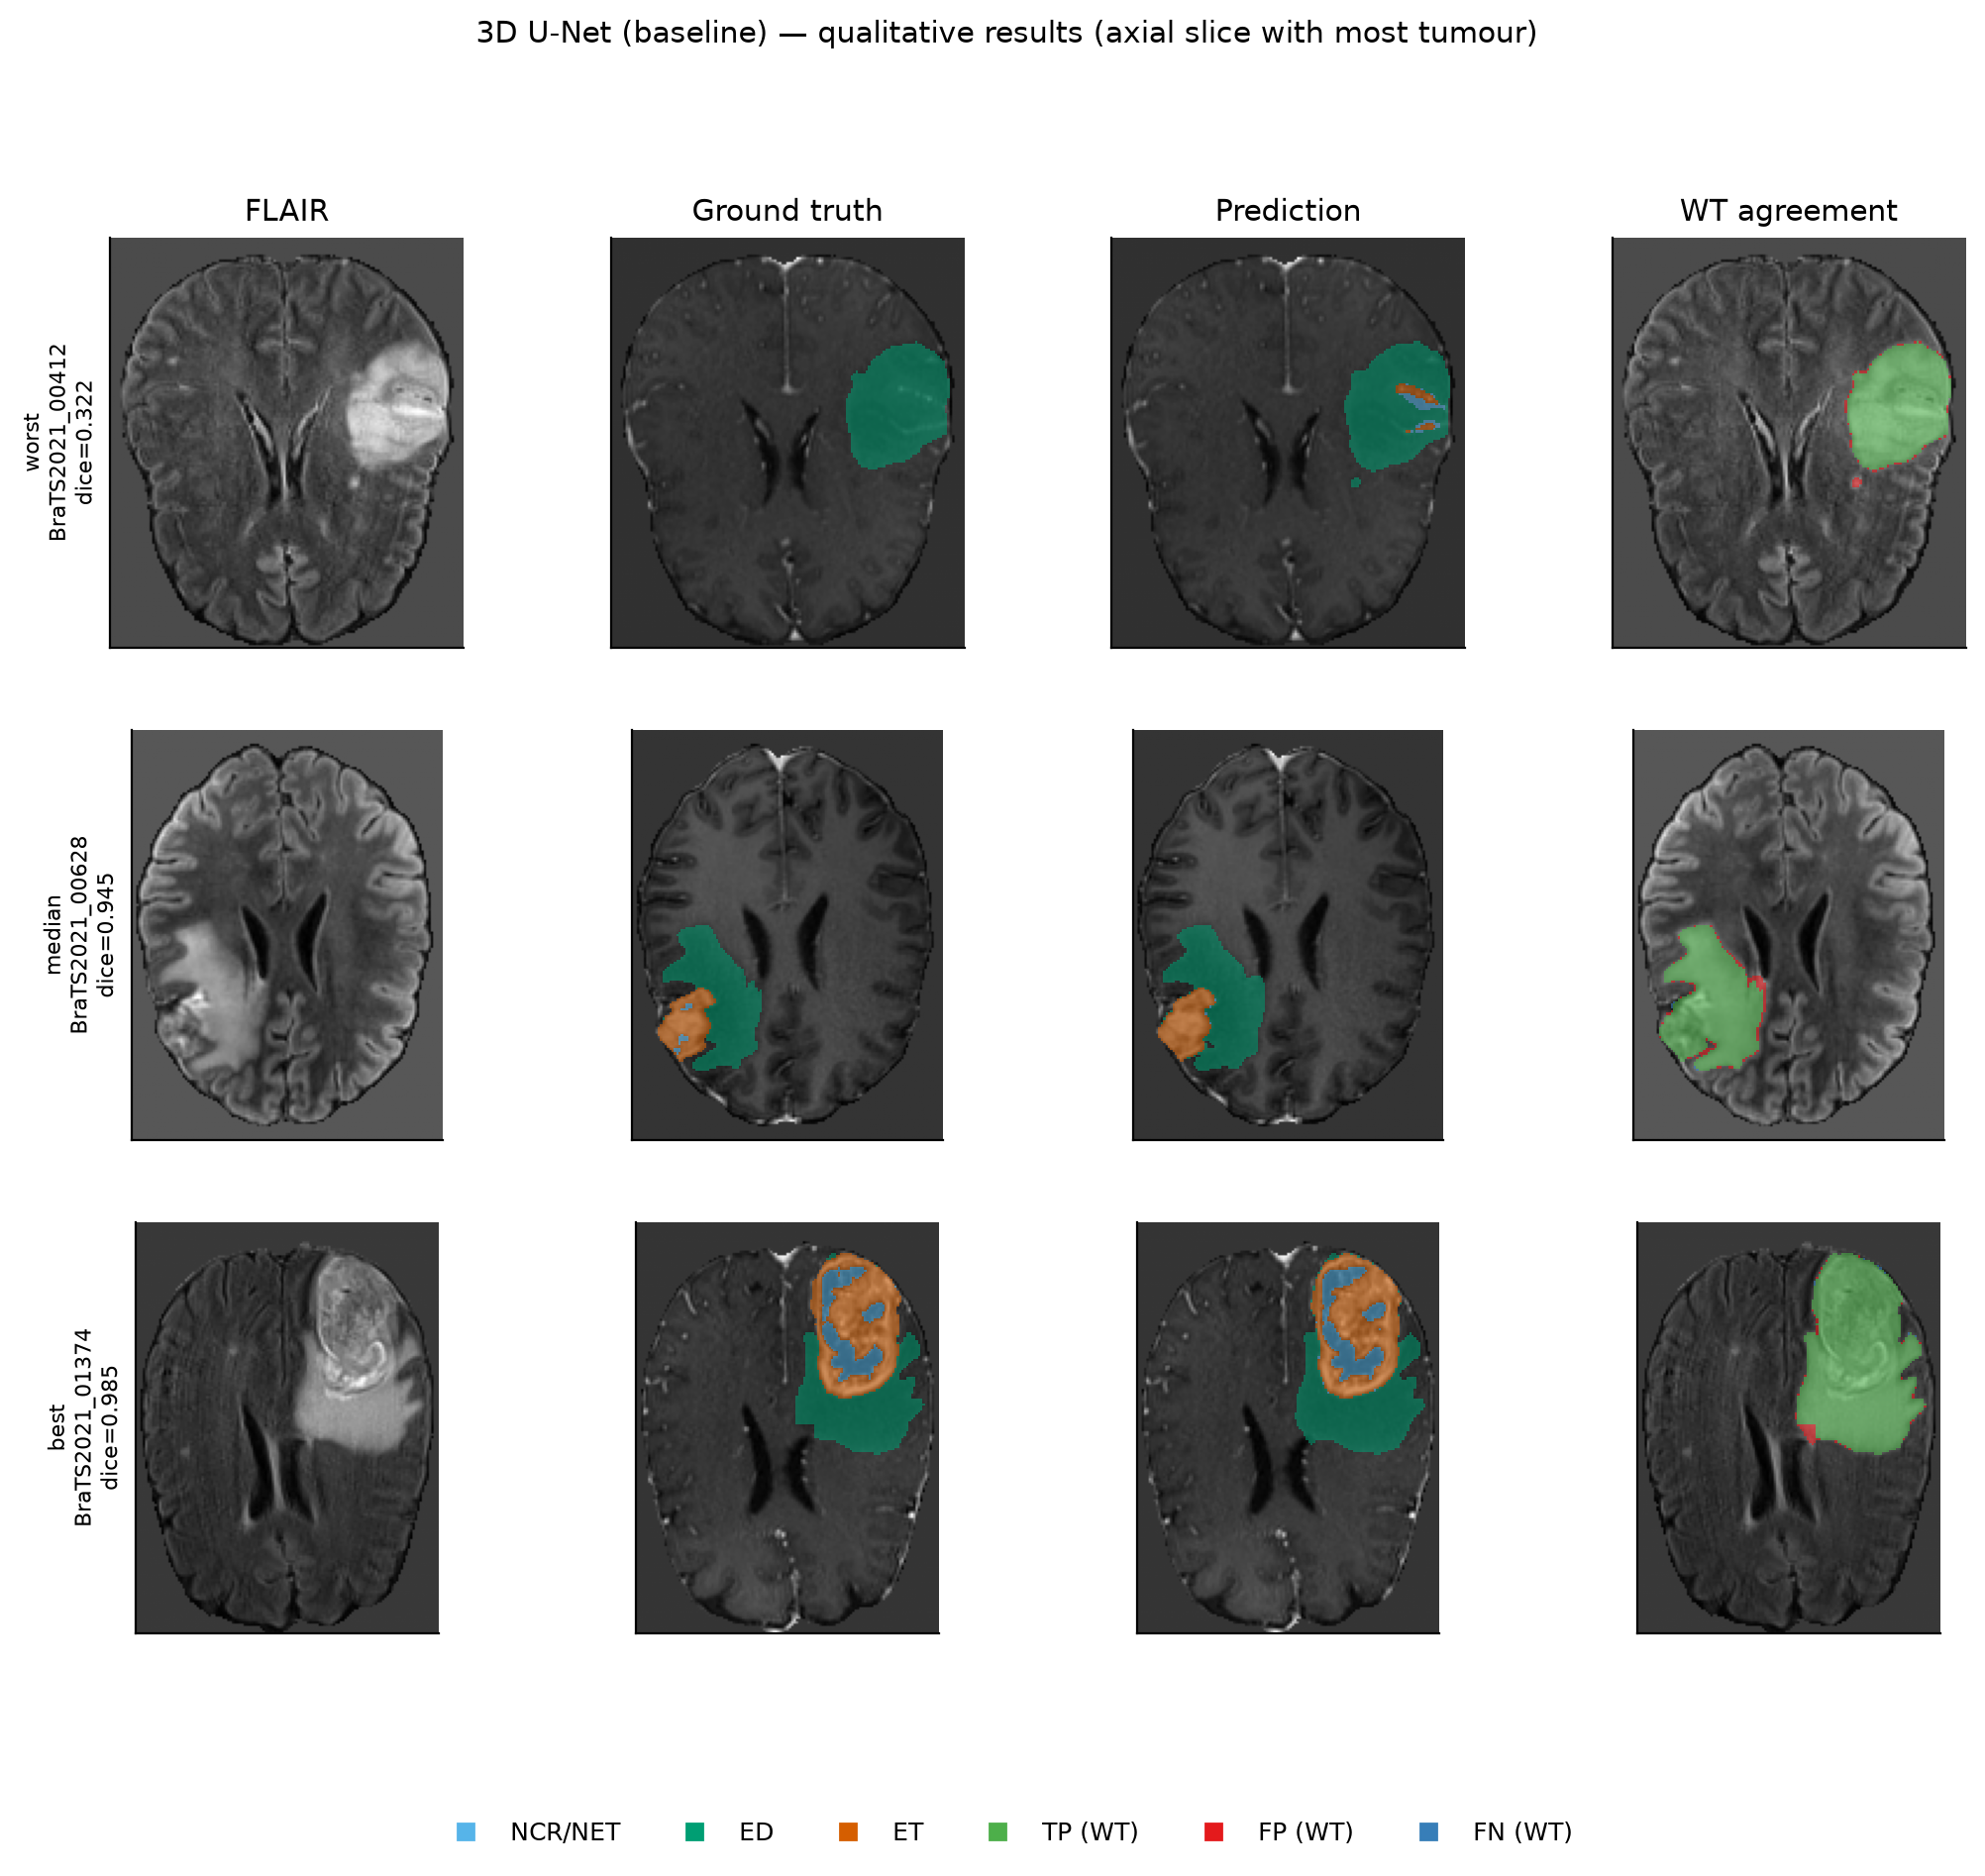 3D U-Net (baseline) — qualitative results (axial slice with most tumour)
FLAIR
Ground truth
Prediction
WT agreement
worst
BraTS2021_00412
dice=0.322
median
BraTS2021_00628
dice=0.945
best
BraTS2021_01374
dice=0.985
NCR/NET
ED
ET
TP (WT)
FP (WT)
FN (WT)